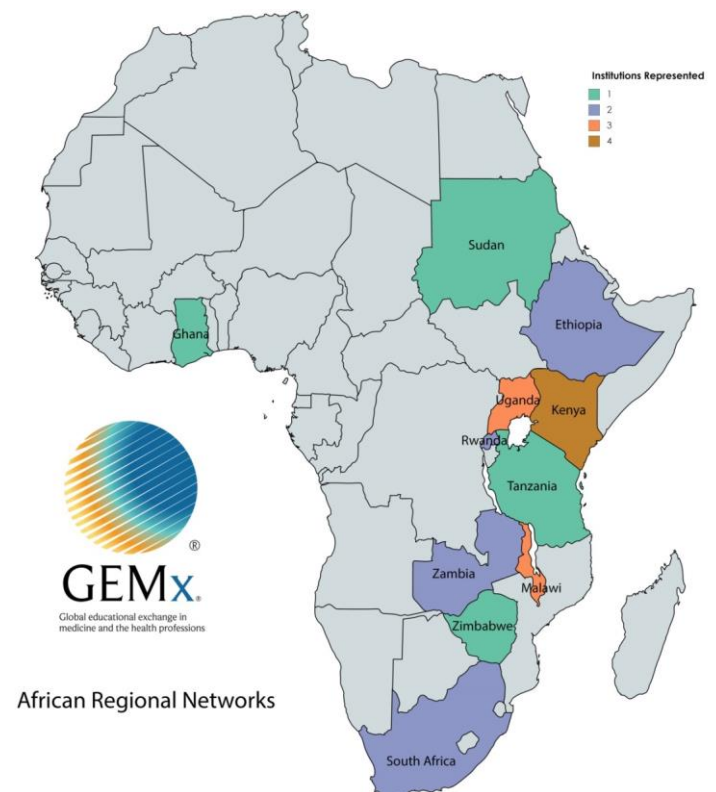 Institutions Represented
1
2
3
4
Sudan
Ethiopia
Ghana
Uganda
Kenya
Rwanda
Tanzania
Zambia
Malawi
Zimbabwe
South Africa
®
GEMx®
Global educational exchange in
medicine and the health professions
African Regional Networks